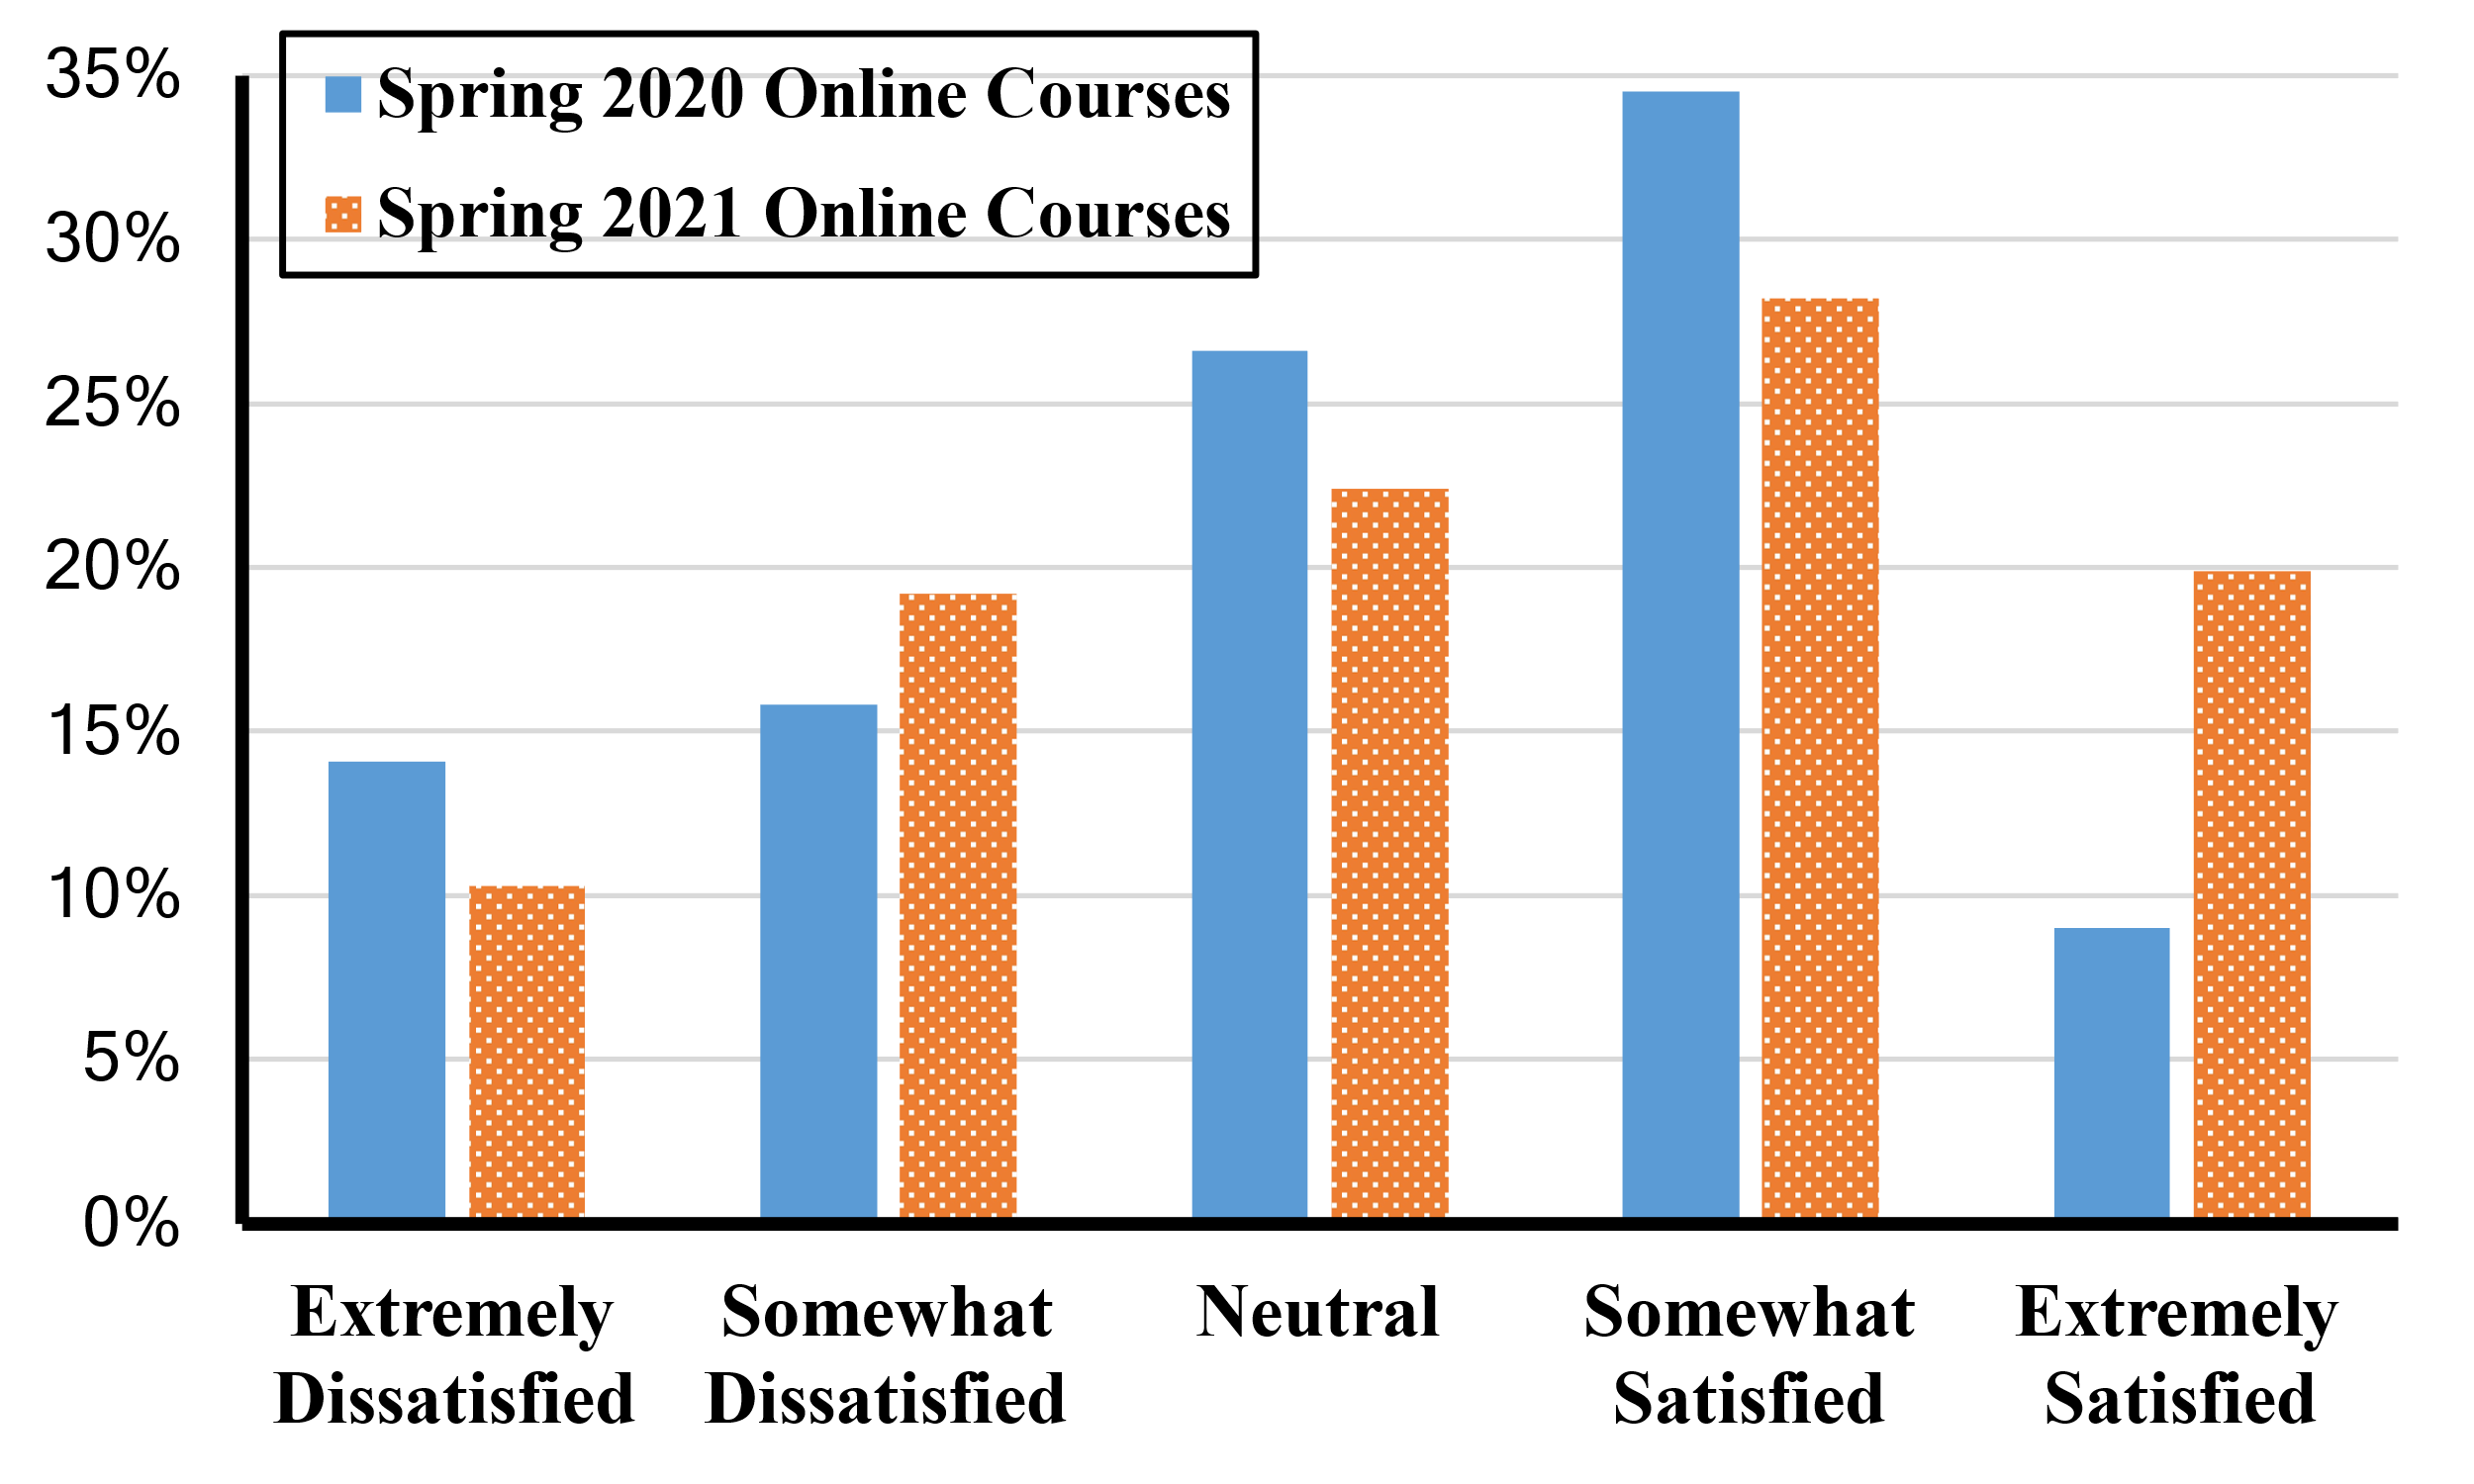 35%
30%
25%
20%
15%
10%
5%
0%
Spring 2020 Online Courses
Spring 2021 Online Courses
Extremely
Dissatisfied
Somewhat
Dissatisfied
Neutral
Somewhat
Satisfied
Extremely
Satisfied